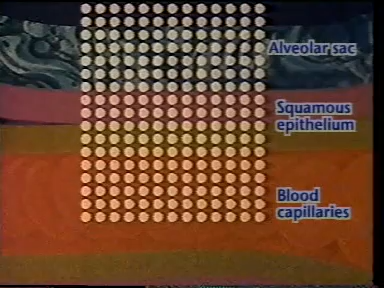 Alveolar sac
Squamous
epithelium
Blood
capillaries